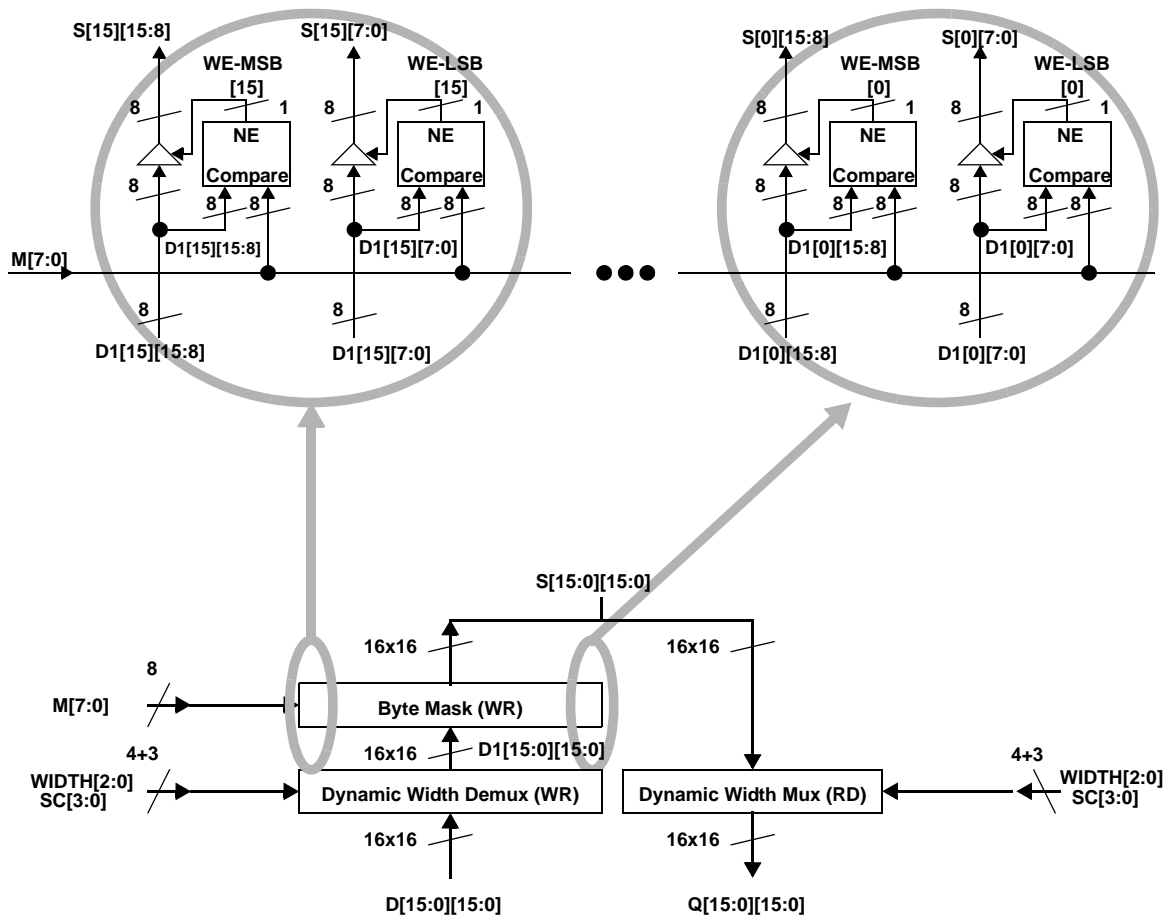 S[15][15:8]
S[15][7:0]
S[0][15:8]
S[0][7:0]
WE-MSB
[15]
WE-LSB
[15]
WE-MSB
[0]
WE-LSB
[0]
8
1
8
1
8
1
8
1
NE
NE
NE
NE
Compare
Compare
Compare
Compare
8
8
8
8
8
8
8
8
8
8
8
8
D1[15][15:8]
D1[15][7:0]
D1[0][15:8]
D1[0][7:0]
M[7:0]
8
8
8
8
D1[15][15:8]
D1[15][7:0]
D1[0][15:8]
D1[0][7:0]
S[15:0][15:0]
16x16
16x16
8
M[7:0]
Byte Mask (WR)
16x16
D1[15:0][15:0]
4+3
4+3
WIDTH[2:0]
SC[3:0]
Dynamic Width Demux (WR)
Dynamic Width Mux (RD)
WIDTH[2:0]
SC[3:0]
16x16
16x16
D[15:0][15:0]
Q[15:0][15:0]